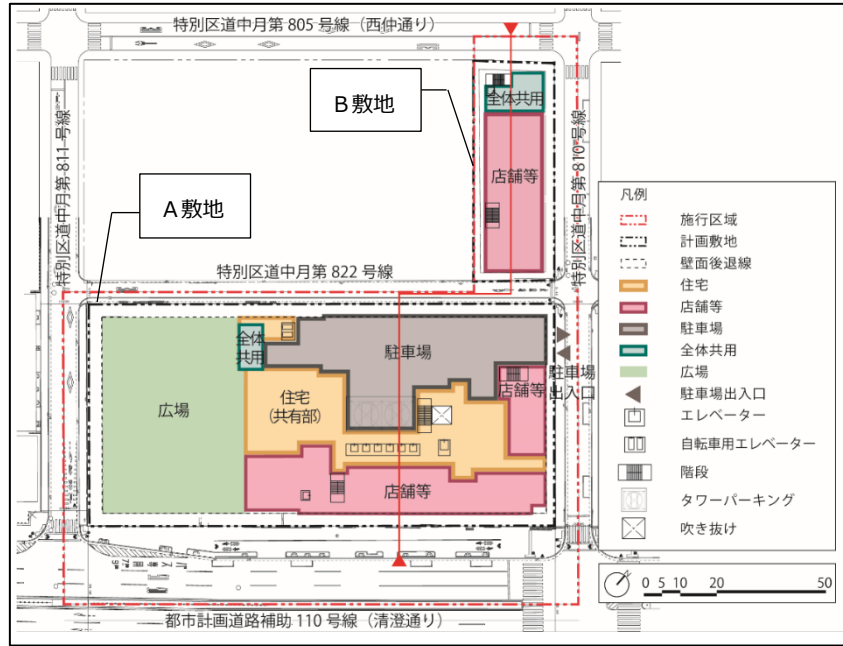 特別区道中月第 805 号線（西仲通り）
B敷地
全体共用
店舗等
特別区道中月第 811 号線
特別区道中月第 810 号線
A敷地
特別区道中月第 822 号線
全体
共用
駐車場
駐車場
出入口
店舗等
広場
住宅
（共有部）
店舗等
都市計画道路補助 110 号線（清澄通り）
凡例
施行区域
計画敷地
壁面後退線
住宅
店舗等
駐車場
全体共用
広場
駐車場出入口
エレベーター
自転車用エレベーター
階段
タワーパーキング
吹き抜け
0 5 10 20 50